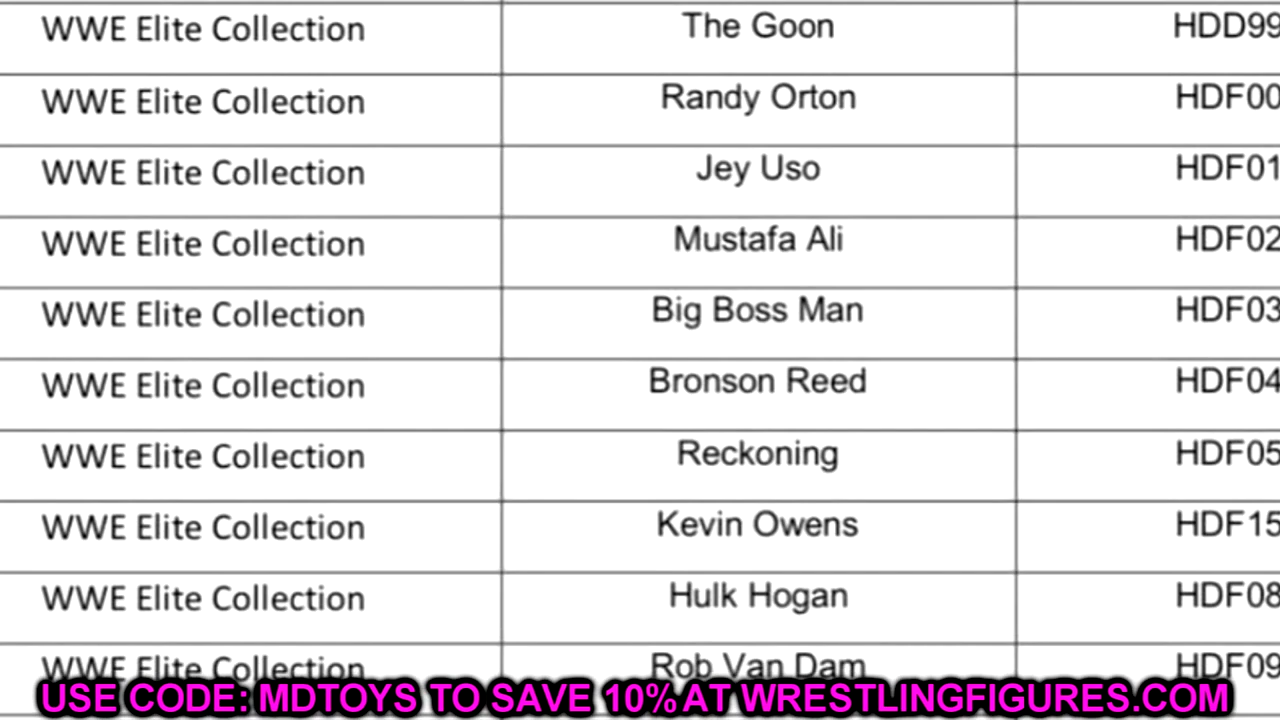 WWE Elite Collection The Goon HDD99
WWE Elite Collection Randy Orton HDF00
WWE Elite Collection Jey Uso HDF01
WWE Elite Collection Mustafa Ali HDF02
WWE Elite Collection Big Boss Man HDF03
WWE Elite Collection Bronson Reed HDF04
WWE Elite Collection Reckoning HDF05
WWE Elite Collection Kevin Owens HDF15
WWE Elite Collection Hulk Hogan HDF08
WWE Elite Collection Rob Van Dam HDF09
USE CODE: MDTOYS TO SAVE 10% AT WRESTLINGFIGURES.COM